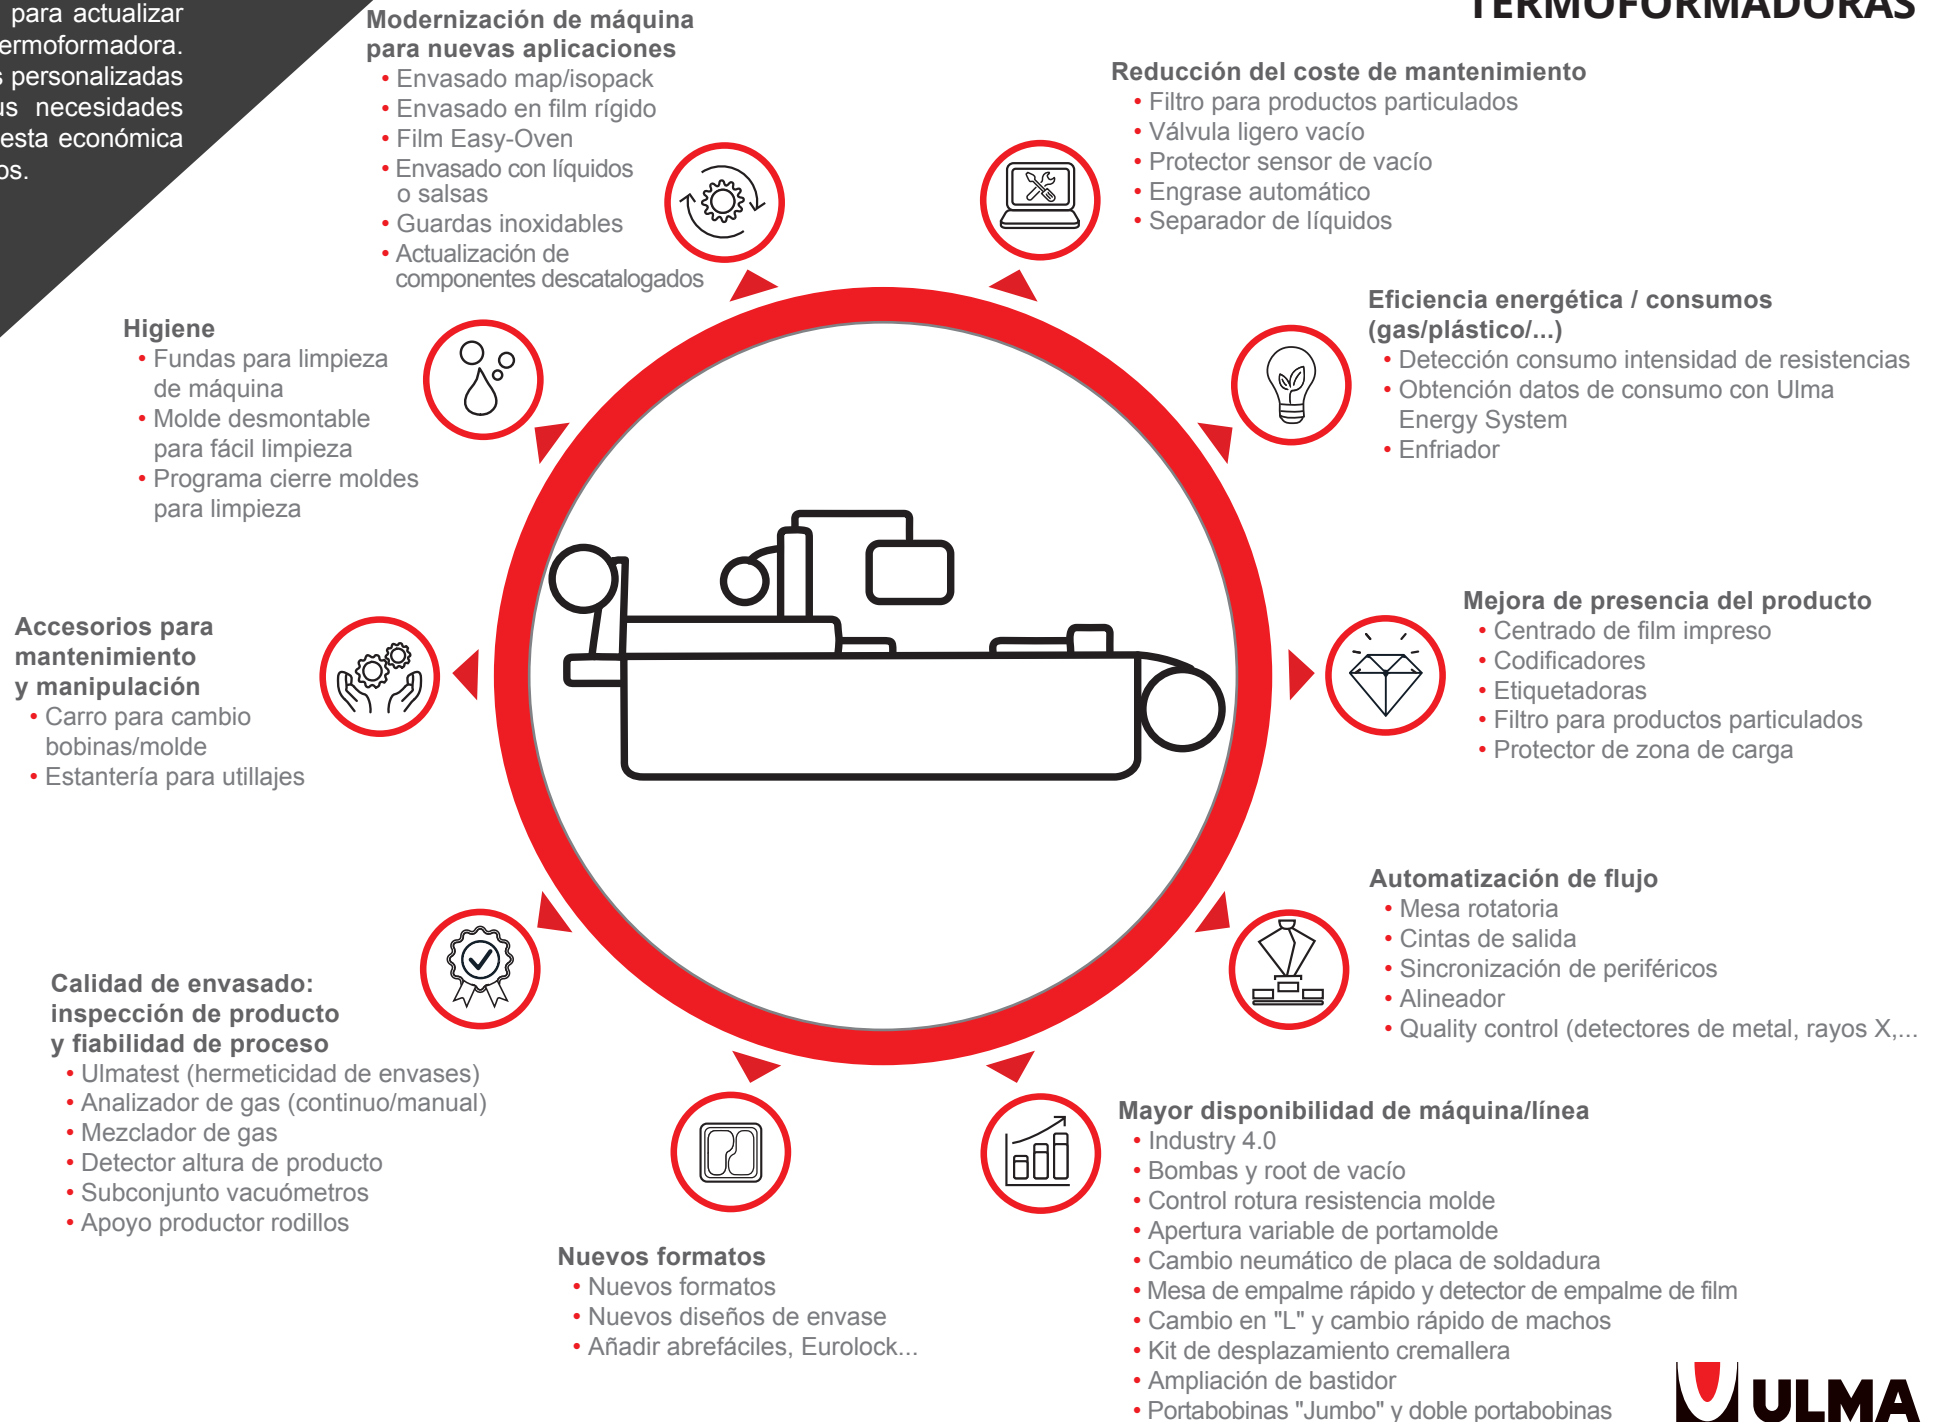 para actualizar
ermoformadora.
s personalizadas
us necesidades
esta económica
os.
TERMOFORMADORAS
Modernización de máquina
para nuevas aplicaciones
• Envasado map/isopack
• Envasado en film rígido
• Film Easy-Oven
• Envasado con líquidos
o salsas
• Guardas inoxidables
• Actualización de
componentes descatalogados
Reducción del coste de mantenimiento
• Filtro para productos particulados
• Válvula ligero vacío
• Protector sensor de vacío
• Engrase automático
• Separador de líquidos
Eficiencia energética / consumos
(gas/plástico/...)
• Detección consumo intensidad de resistencias
• Obtención datos de consumo con Ulma
Energy System
• Enfriador
Higiene
• Fundas para limpieza
de máquina
• Molde desmontable
para fácil limpieza
• Programa cierre moldes
para limpieza
Mejora de presencia del producto
• Centrado de film impreso
• Codificadores
• Etiquetadoras
• Filtro para productos particulados
• Protector de zona de carga
Accesorios para
mantenimiento
y manipulación
• Carro para cambio
bobinas/molde
• Estantería para utillajes
Automatización de flujo
• Mesa rotatoria
• Cintas de salida
• Sincronización de periféricos
• Alineador
• Quality control (detectores de metal, rayos X,...
Calidad de envasado:
inspección de producto
y fiabilidad de proceso
• Ulmatest (hermeticidad de envases)
• Analizador de gas (continuo/manual)
• Mezclador de gas
• Detector altura de producto
• Subconjunto vacuómetros
• Apoyo productor rodillos
Mayor disponibilidad de máquina/línea
• Industry 4.0
• Bombas y root de vacío
• Control rotura resistencia molde
• Apertura variable de portamolde
• Cambio neumático de placa de soldadura
• Mesa de empalme rápido y detector de empalme de film
• Cambio en "L" y cambio rápido de machos
• Kit de desplazamiento cremallera
• Ampliación de bastidor
• Portabobinas "Jumbo" y doble portabobinas
Nuevos formatos
• Nuevos formatos
• Nuevos diseños de envase
• Añadir abrefáciles, Eurolock...
ULMA